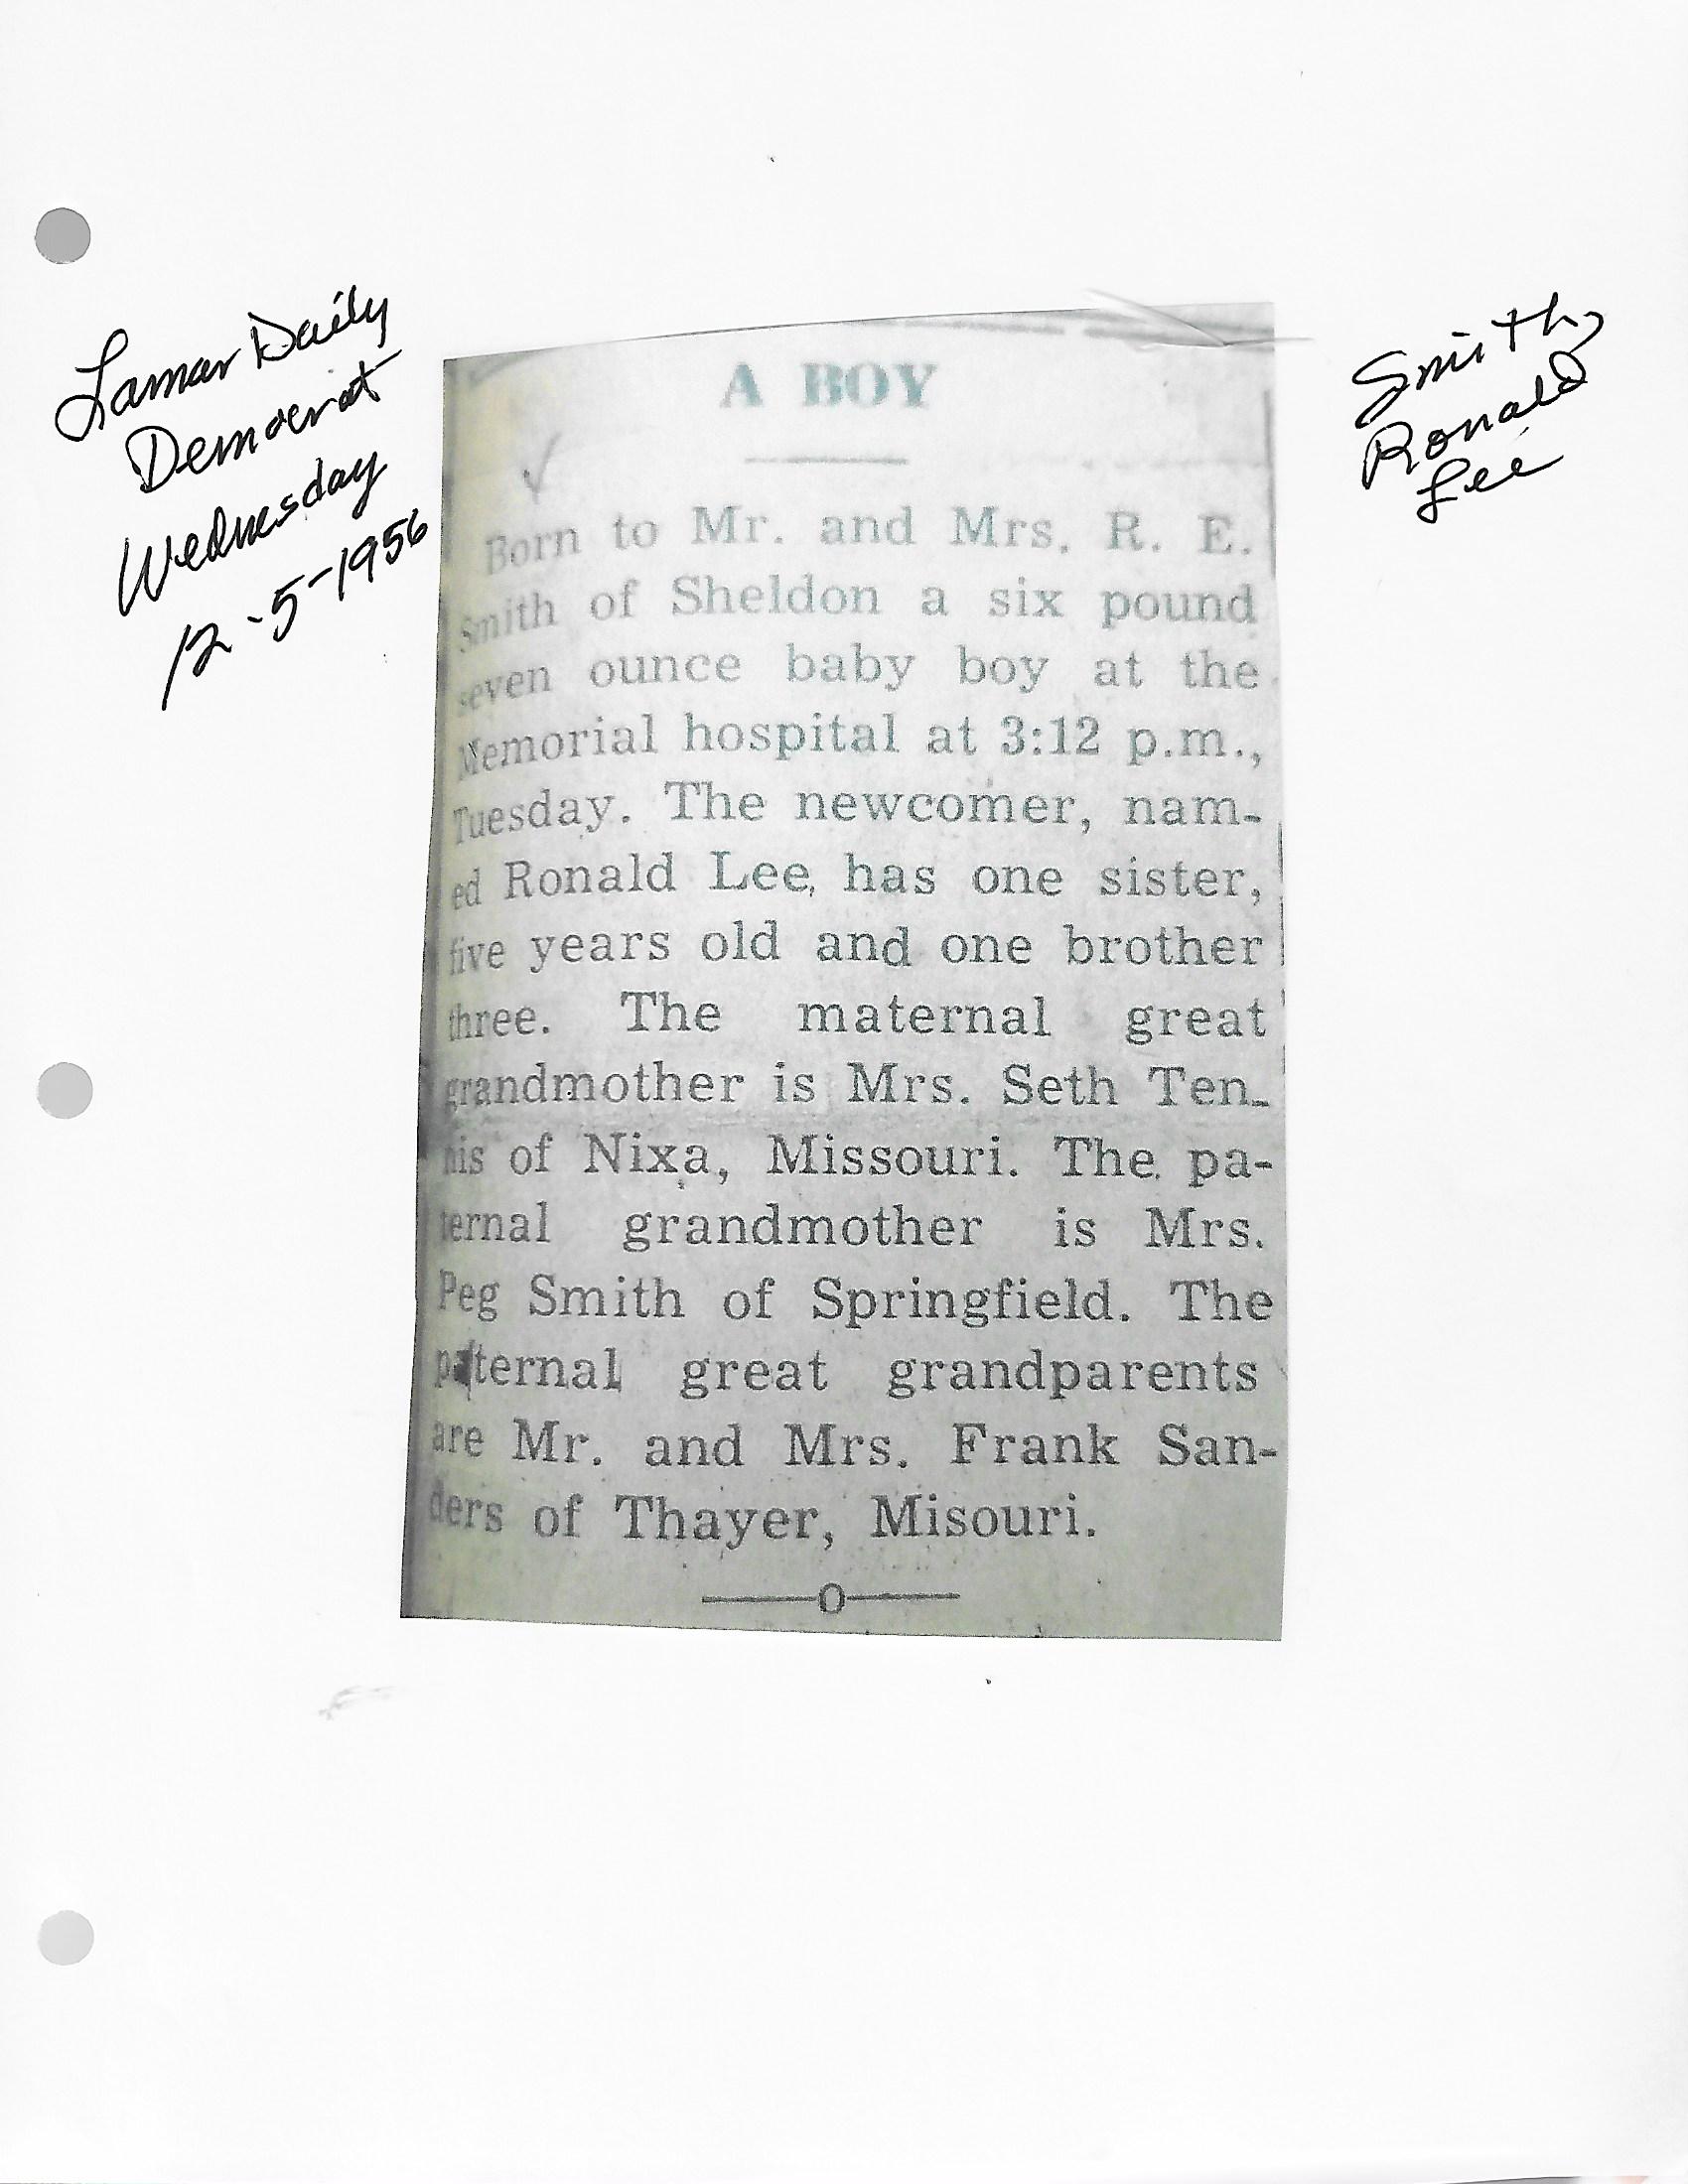 Lamar Daily
Democrat
Wednesday
12-5-1956
Smith,
Ronald
Lee
A BOY
Born to Mr. and Mrs. R. E.
Smith of Sheldon a six pound
seven ounce baby boy at the
Memorial hospital at 3:12 p.m.,
Tuesday. The newcomer, nam-
ed Ronald Lee, has one sister,
five years old and one brother
three. The maternal great
grandmother is Mrs. Seth Ten-
nis of Nixa, Missouri. The pa-
ternal grandmother is Mrs.
Peg Smith of Springfield. The
paternal great grandparents
are Mr. and Mrs. Frank San-
ders of Thayer, Misouri.